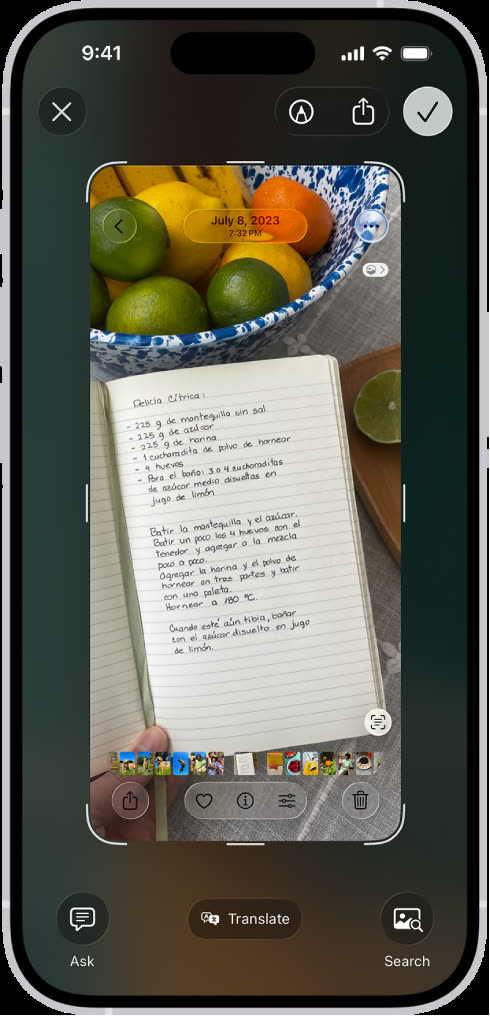 9:41
July 8, 2023
7:32 PM
Delicia Cítrica:
- 225 g de mantequilla sin sal
- 225 g de azúcar
- 225 g de harina
- 1 cucharadita de polvo de hornear
- 4 huevos
- Para el baño: 3 o 4 cucharaditas
de azúcar medio disueltas en
jugo de limón
Batir la mantequilla y el azúcar.
Batir un poco los 4 huevos con el
tenedor y agregar a la mezcla
poco a poco.
Agregar la harina y el polvo de
hornear en tres partes y batir
con una paleta.
Hornear a 180 °C.
Cuando esté aún tibia, bañar
con el azúcar disuelto en jugo
de limón.
Translate
Ask
Search